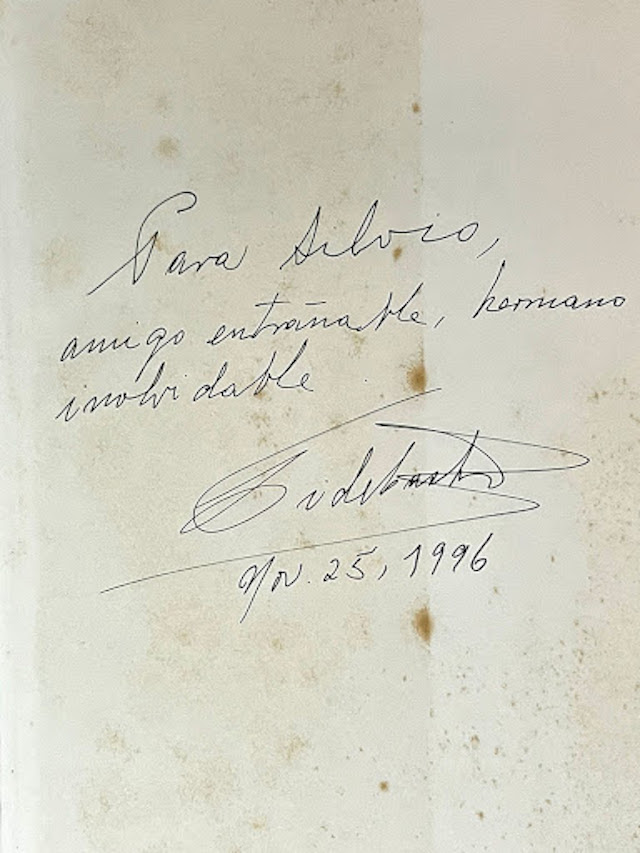 Para Silvio,
amigo entrañable, hermano
inolvidable
Fidel Castro
Nov. 25, 1996